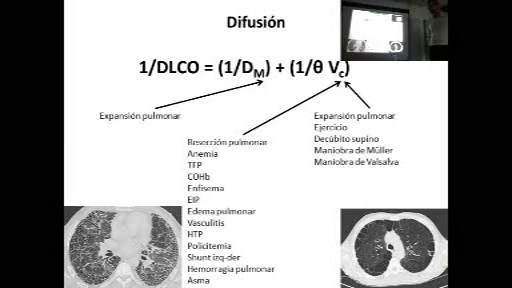 Difusión
1/DLCO = (1/DM) + (1/θ Vc)
Expansión pulmonar
Resección pulmonar
Anemia
TEP
COHb
Enfisema
EIP
Edema pulmonar
Vasculitis
HTP
Policitemia
Shunt izq-der
Hemorragia pulmonar
Asma
Expansión pulmonar
Ejercicio
Decúbito supino
Maniobra de Müller
Maniobra de Valsalva